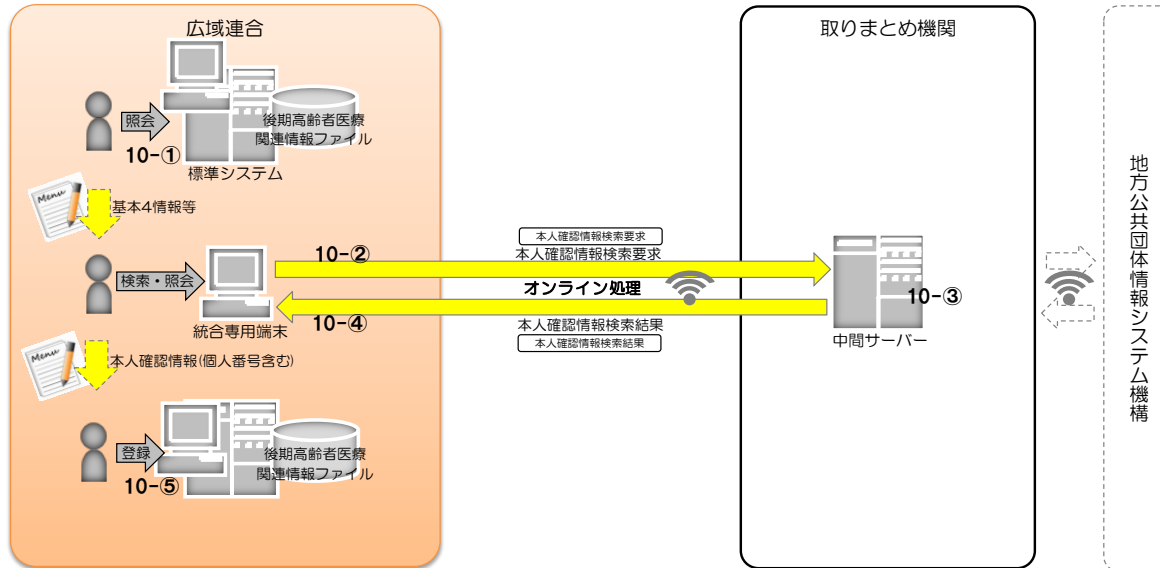 広域連合
取りまとめ機関
照会
10-①
後期高齢者医療
関連情報ファイル
標準システム
Menu
基本4情報等
検索・照会
統合専用端末
10-②
本人確認情報検索要求
本人確認情報検索要求
オンライン処理
10-④
本人確認情報検索結果
本人確認情報検索結果
10-③
中間サーバー
地方公共団体情報システム機構
Menu
本人確認情報(個人番号含む)
登録
10-⑤
後期高齢者医療
関連情報ファイル